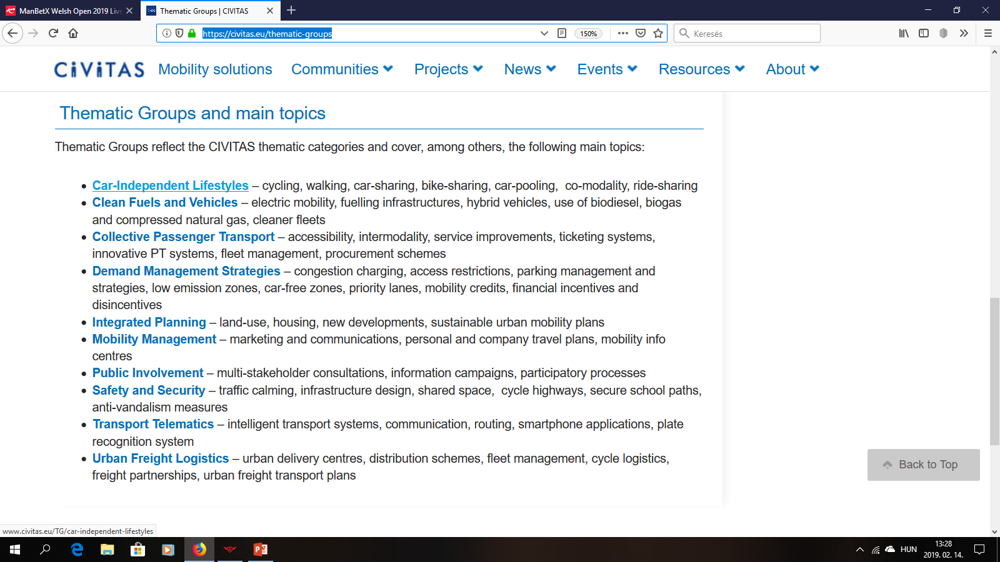 ManBetX Welsh Open 2019 Live
Thematic Groups | CIVITAS
https://civitas.eu/thematic-groups
150%
Keresés
CiViTAS
Mobility solutions
Communities
Projects
News
Events
Resources
About
Thematic Groups and main topics
Thematic Groups reflect the CIVITAS thematic categories and cover, among others, the following main topics:
Car-Independent Lifestyles – cycling, walking, car-sharing, bike-sharing, car-pooling,  co-modality, ride-sharing
Clean Fuels and Vehicles – electric mobility, fuelling infrastructures, hybrid vehicles, use of biodiesel, biogas
and compressed natural gas, cleaner fleets
Collective Passenger Transport – accessibility, intermodality, service improvements, ticketing systems,
innovative PT systems, fleet management, procurement schemes
Demand Management Strategies – congestion charging, access restrictions, parking management and
strategies, low emission zones, car-free zones, priority lanes, mobility credits, financial incentives and
disincentives
Integrated Planning – land-use, housing, new developments, sustainable urban mobility plans
Mobility Management – marketing and communications, personal and company travel plans, mobility info
centres
Public Involvement – multi-stakeholder consultations, information campaigns, participatory processes
Safety and Security – traffic calming, infrastructure design, shared space,  cycle highways, secure school paths,
anti-vandalism measures
Transport Telematics – intelligent transport systems, communication, routing, smartphone applications, plate
recognition system
Urban Freight Logistics – urban delivery centres, distribution schemes, fleet management, cycle logistics,
freight partnerships, urban freight transport plans
Back to Top
www.civitas.eu/TG/car-independent-lifestyles
HUN
13:28
2019. 02. 14.